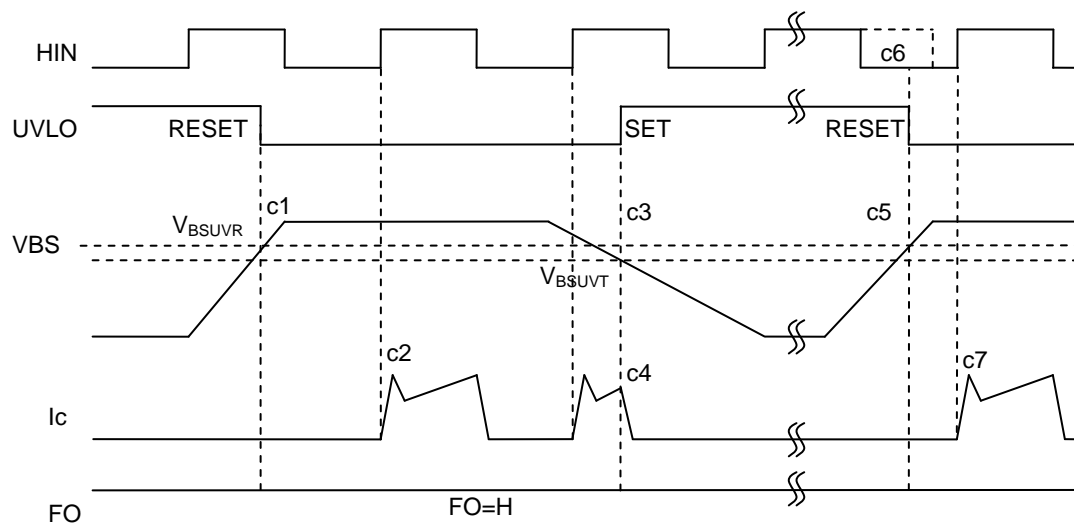 HIN
c6
UVLO
RESET
SET
RESET
c1
c3
c5
VBSUVR
VBS
VBSUVT
c2
c4
c7
Ic
FO
FO=H